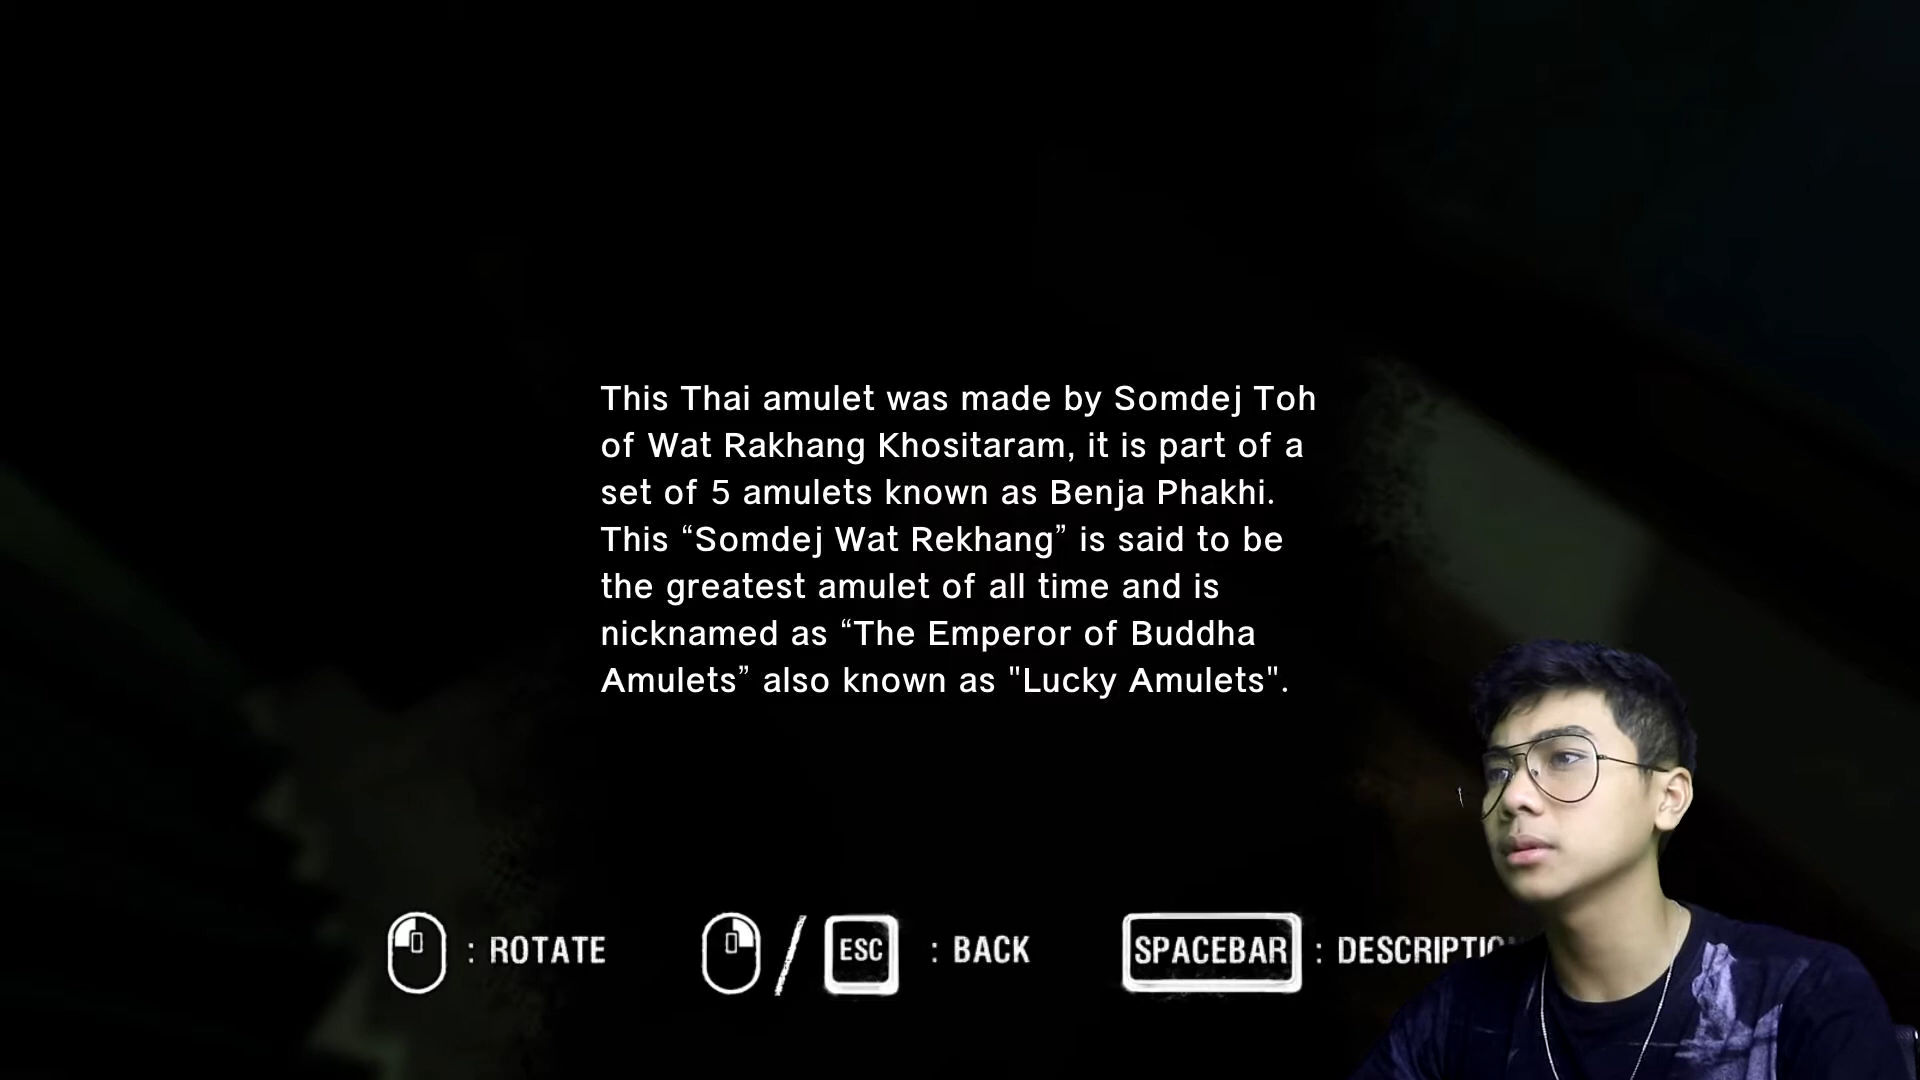 This Thai amulet was made by Somdej Toh
of Wat Rakhang Khositaram, it is part of a
set of 5 amulets known as Benja Phakhi.
This “Somdej Wat Rekhang” is said to be
the greatest amulet of all time and is
nicknamed as “The Emperor of Buddha
Amulets” also known as "Lucky Amulets".
: ROTATE / ESC : BACK SPACEBAR :